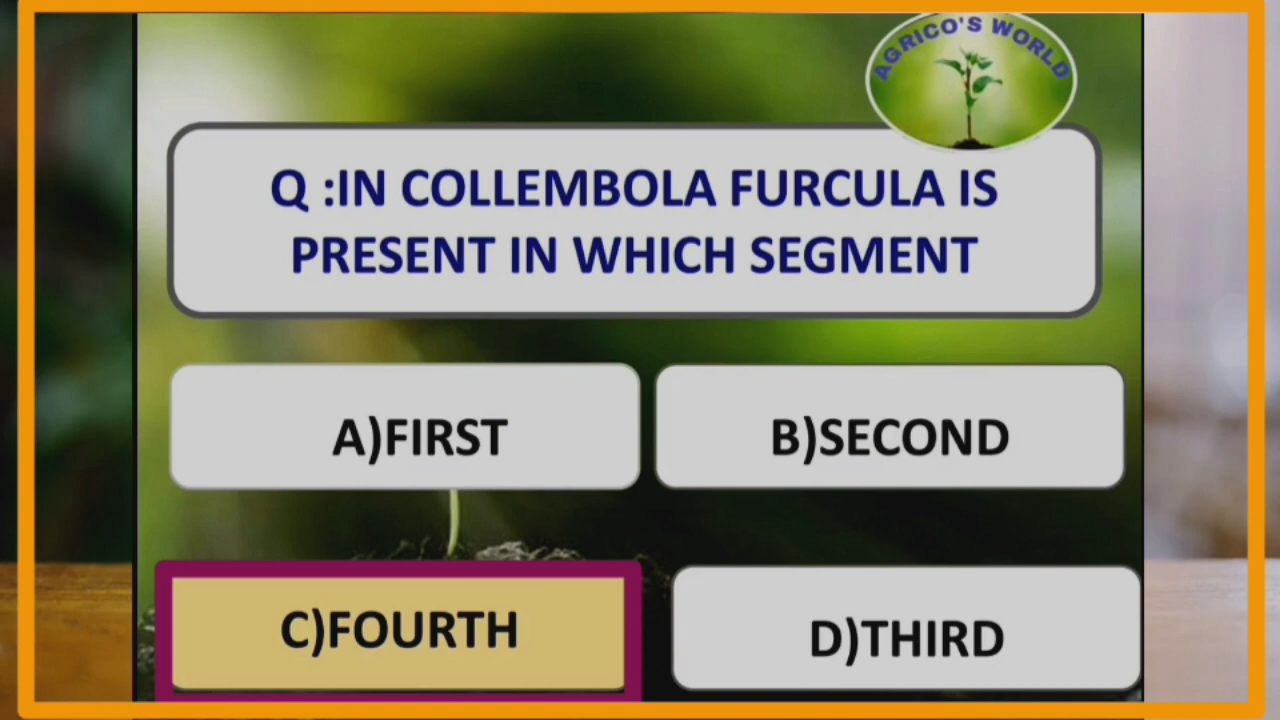 AGRICO'S WORLD
Q :IN COLLEMBOLA FURCULA IS
PRESENT IN WHICH SEGMENT
A)FIRST
B)SECOND
C)FOURTH
D)THIRD